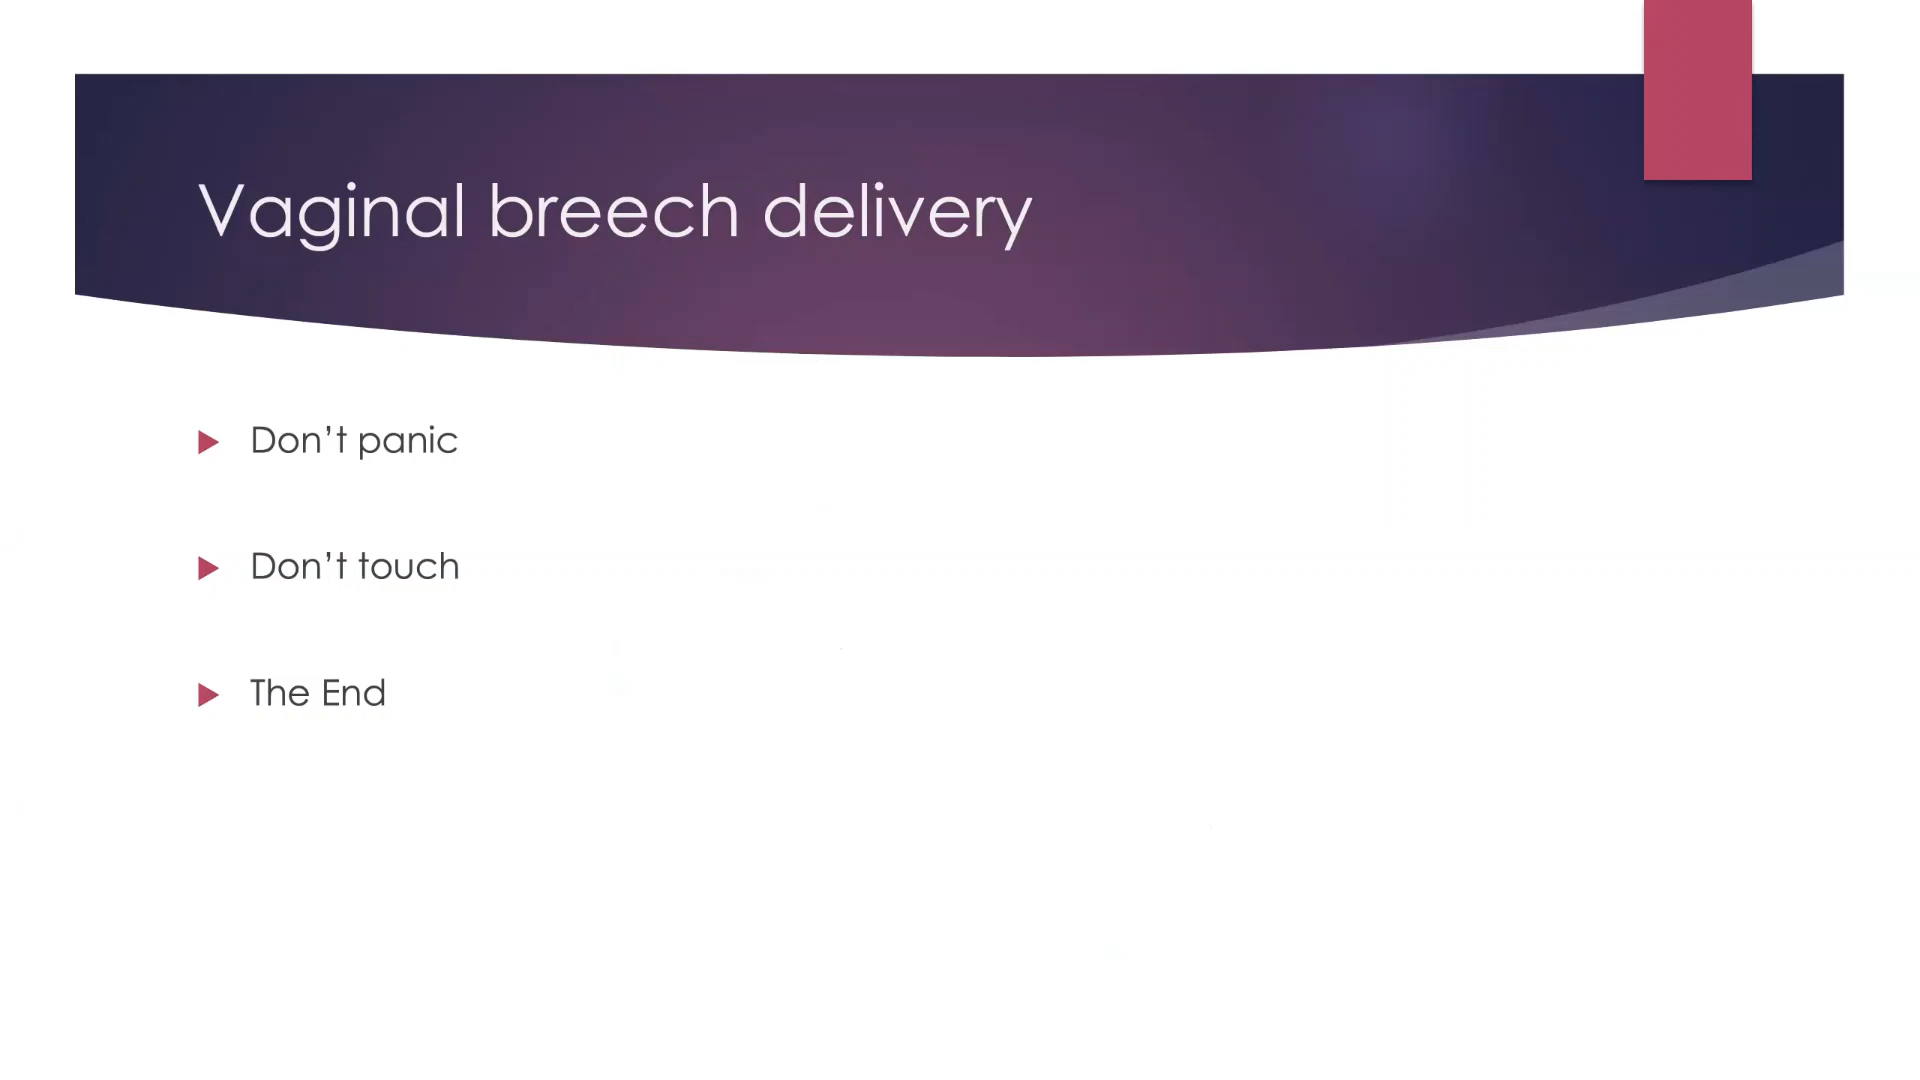 Vaginal breech delivery
Don’t panic
Don’t touch
The End